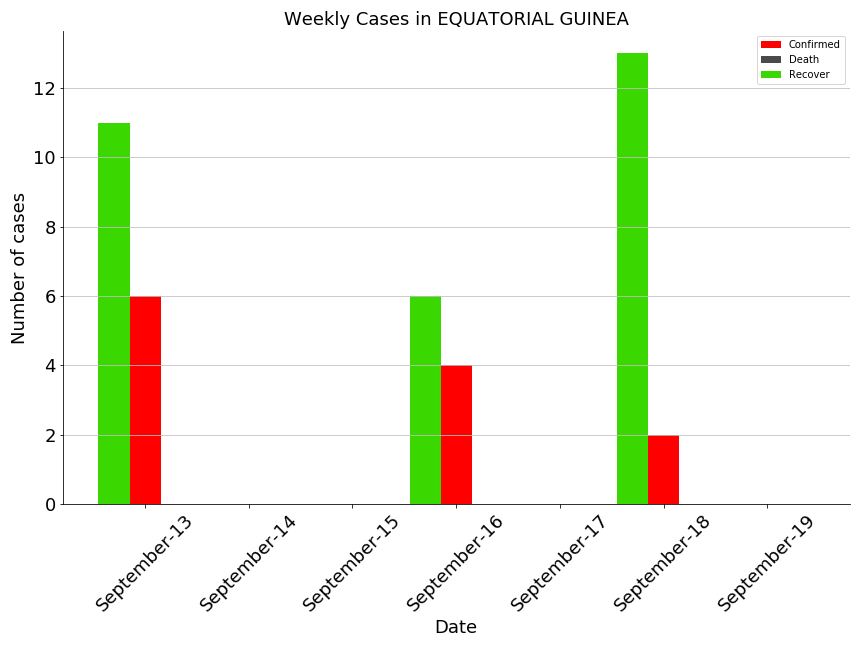 Weekly Cases in EQUATORIAL GUINEA
Confirmed
Death
Recover
Number of cases
12
10
8
6
4
2
0
September-13
September-14
September-15
September-16
September-17
September-18
September-19
Date